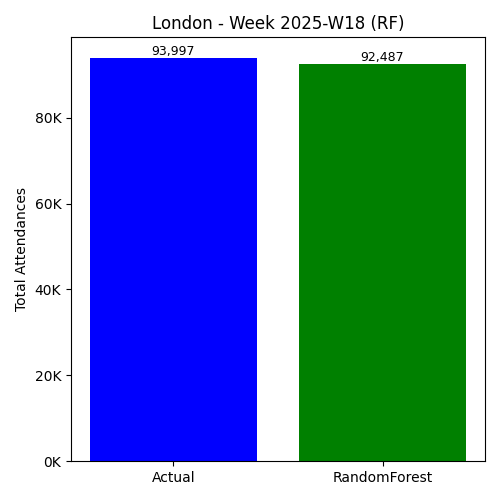 London - Week 2025-W18 (RF)
93,997
92,487
80K
60K
40K
20K
0K
Total Attendances
Actual
RandomForest